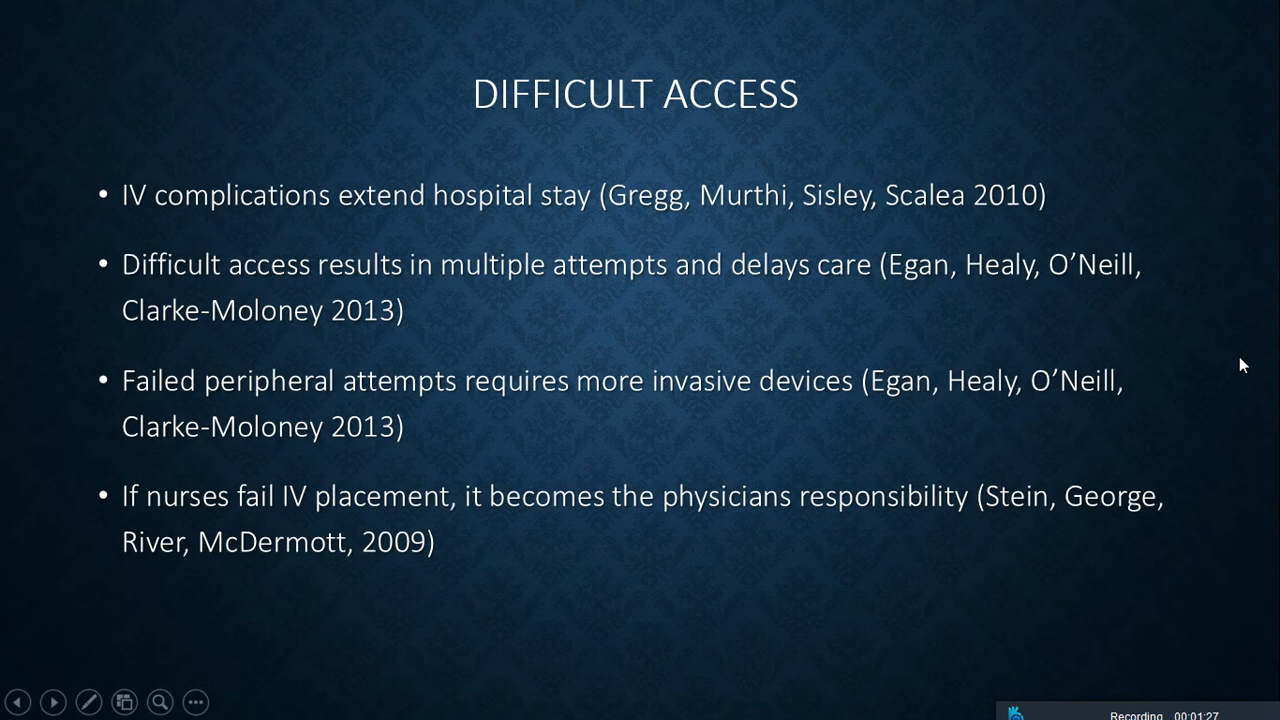 DIFFICULT ACCESS
• IV complications extend hospital stay (Gregg, Murthi, Sisley, Scalea 2010)
• Difficult access results in multiple attempts and delays care (Egan, Healy, O’Neill,
Clarke-Moloney 2013)
• Failed peripheral attempts requires more invasive devices (Egan, Healy, O’Neill,
Clarke-Moloney 2013)
• If nurses fail IV placement, it becomes the physicians responsibility (Stein, George,
River, McDermott, 2009)
Recording 00:01:27